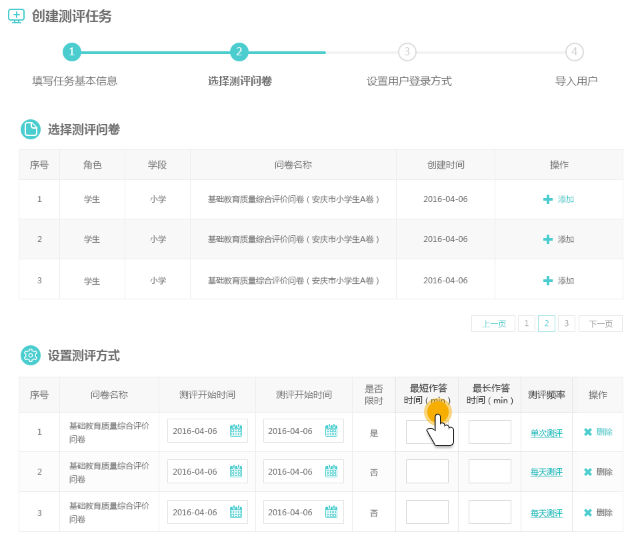 创建测评任务
1 2 3 4
填写任务基本信息 选择测评问卷 设置用户登录方式 导入用户
选择测评问卷
序号 角色 学段 问卷名称 创建时间 操作
1 学生 小学 基础教育质量综合评价问卷（安庆市小学生A卷） 2016-04-06 添加
2 学生 小学 基础教育质量综合评价问卷（安庆市小学生A卷） 2016-04-06 添加
3 学生 小学 基础教育质量综合评价问卷（安庆市小学生A卷） 2016-04-06 添加
上一页 1 2 3 下一页
设置测评方式
序号 问卷名称 测评开始时间 测评开始时间 是否 最短作答 最长作答 测评频率 操作
限时 时间（min） 时间（min）
1 基础教育质量综合评价 2016-04-06 2016-04-06 是 单次测评 删除
问卷
2 基础教育质量综合评价 2016-04-06 2016-04-06 否 每天测评 删除
问卷
3 基础教育质量综合评价 2016-04-06 2016-04-06 否 每天测评 删除
问卷